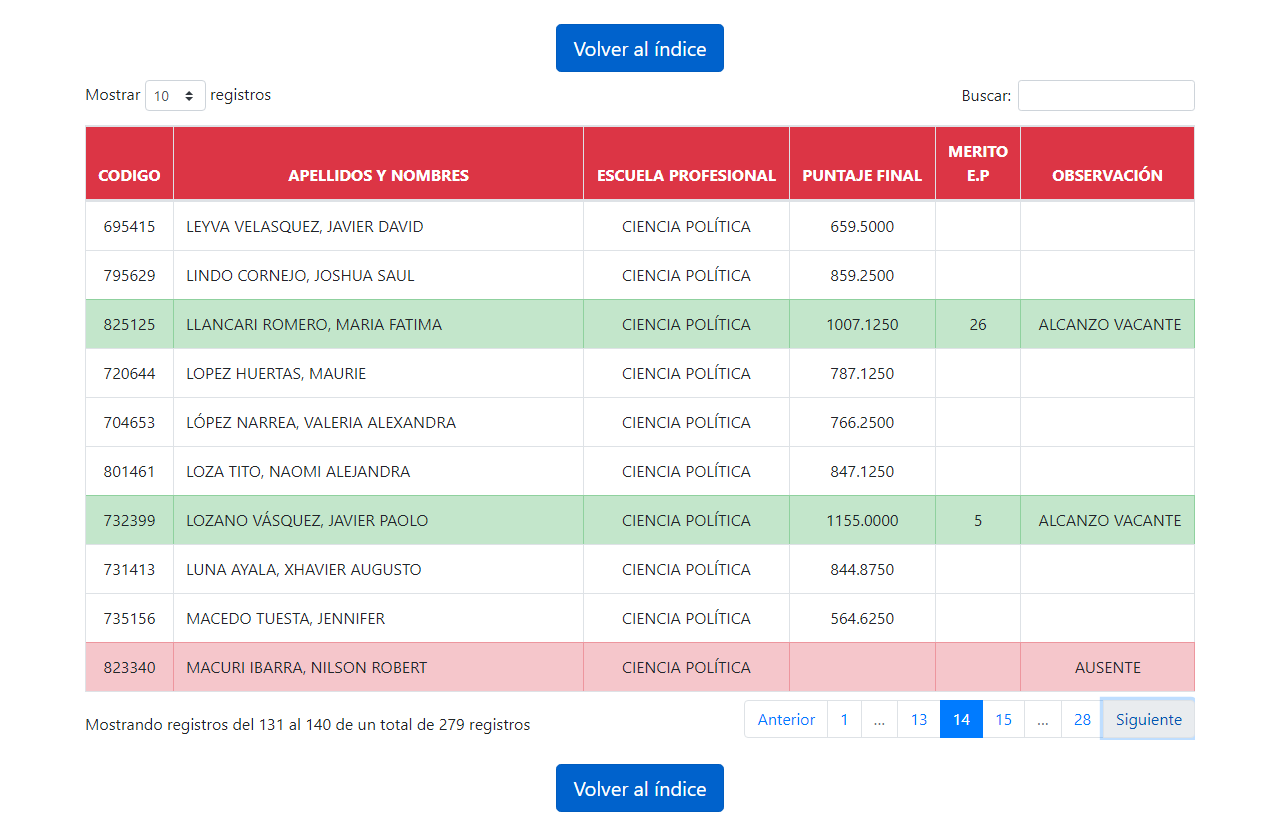 Volver al índice
Mostrar 10 registros Buscar:
CODIGO APELLIDOS Y NOMBRES ESCUELA PROFESIONAL PUNTAJE FINAL MERITO E.P OBSERVACIÓN
695415 LEYVA VELASQUEZ, JAVIER DAVID CIENCIA POLÍTICA 659.5000
795629 LINDO CORNEJO, JOSHUA SAUL CIENCIA POLÍTICA 859.2500
825125 LLANCARI ROMERO, MARIA FATIMA CIENCIA POLÍTICA 1007.1250 26 ALCANZO VACANTE
720644 LOPEZ HUERTAS, MAURIE CIENCIA POLÍTICA 787.1250
704653 LÓPEZ NARREA, VALERIA ALEXANDRA CIENCIA POLÍTICA 766.2500
801461 LOZA TITO, NAOMI ALEJANDRA CIENCIA POLÍTICA 847.1250
732399 LOZANO VÁSQUEZ, JAVIER PAOLO CIENCIA POLÍTICA 1155.0000 5 ALCANZO VACANTE
731413 LUNA AYALA, XHAVIER AUGUSTO CIENCIA POLÍTICA 844.8750
735156 MACEDO TUESTA, JENNIFER CIENCIA POLÍTICA 564.6250
823340 MACURI IBARRA, NILSON ROBERT CIENCIA POLÍTICA AUSENTE
Mostrando registros del 131 al 140 de un total de 279 registros Anterior 1 ... 13 14 15 ... 28 Siguiente
Volver al índice